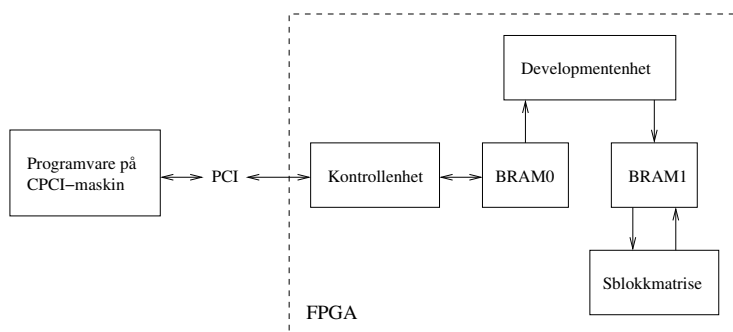 Developmentenhet
Programvare på
CPCI−maskin
PCI
Kontrollenhet
BRAM0
BRAM1
Sblokkmatrise
FPGA